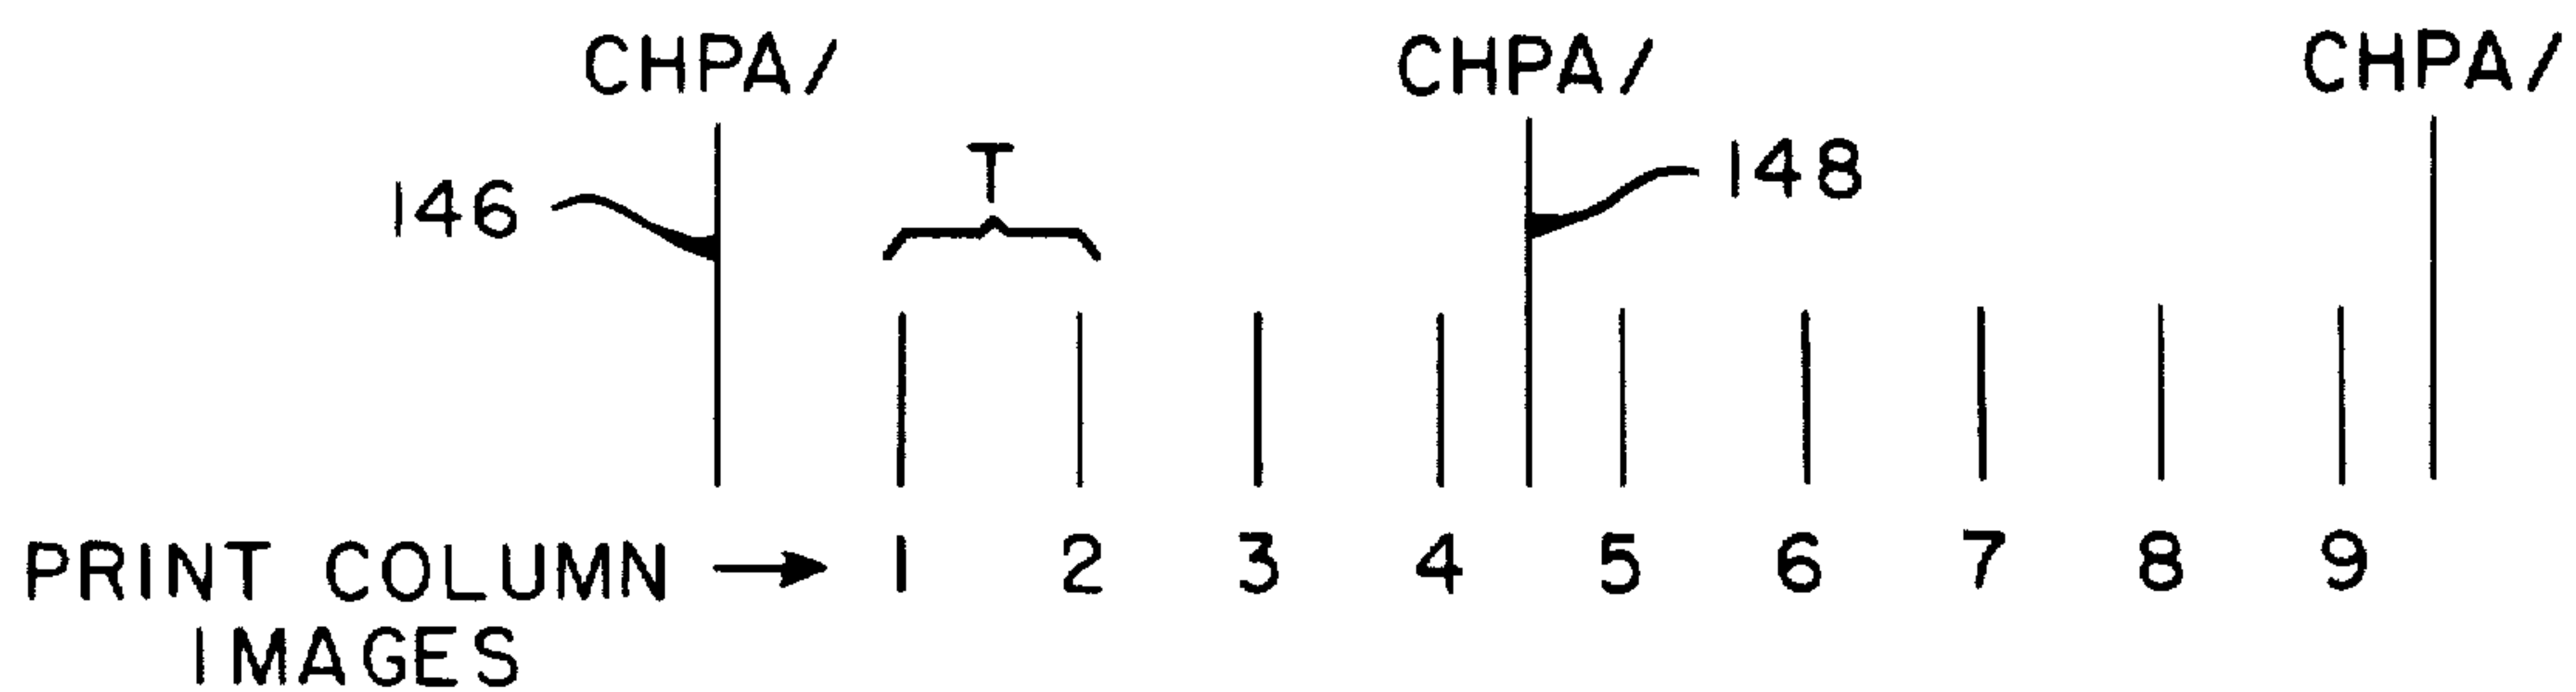 CHPA/ CHPA/ CHPA/
146 T 148
PRINT COLUMN → 1 2 3 4 5 6 7 8 9
IMAGES